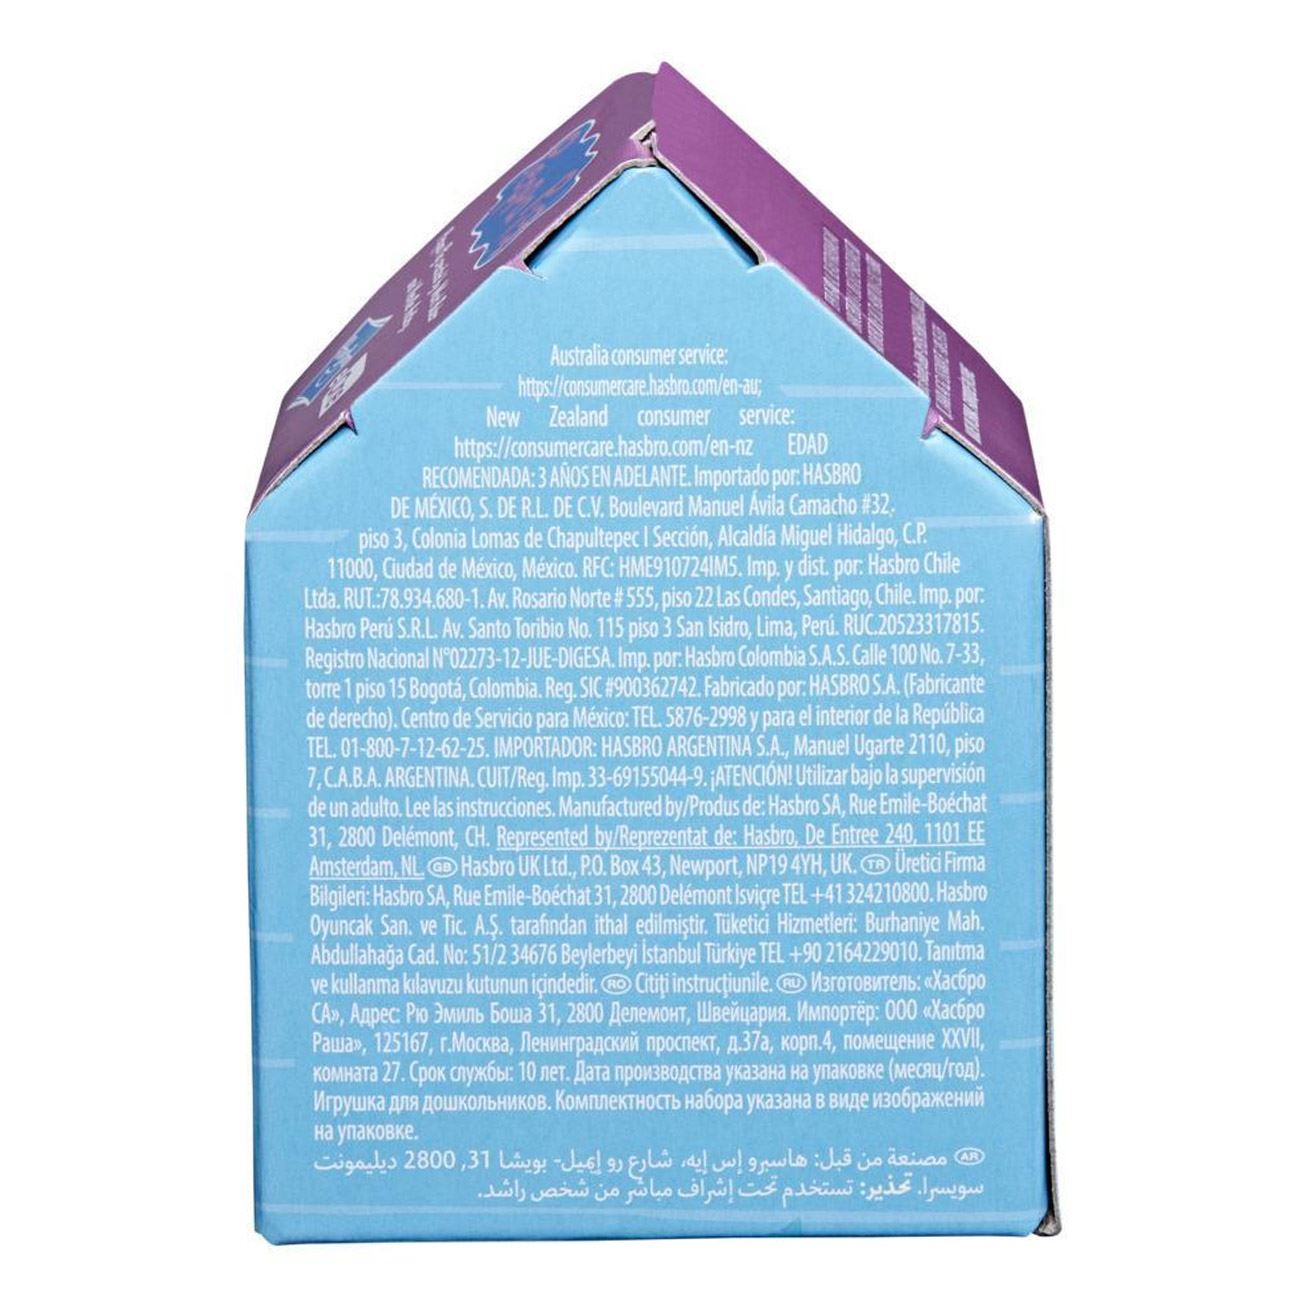 Australia consumer service:
https://consumercare.hasbro.com/en-au;
New Zealand consumer service:
https://consumercare.hasbro.com/en-nz EDAD
RECOMENDADA: 3 AÑOS EN ADELANTE. Importado por: HASBRO
DE MÉXICO, S. DE R.L. DE C.V. Boulevard Manuel Ávila Camacho #32,
piso 3, Colonia Lomas de Chapultepec I Sección, Alcaldía Miguel Hidalgo, C.P.
11000, Ciudad de México, México. RFC: HME910724IM5. Imp. y dist. por: Hasbro Chile
Ltda. RUT.:78.934.680-1. Av. Rosario Norte # 555, piso 22 Las Condes, Santiago, Chile. Imp. por:
Hasbro Perú S.R.L. Av. Santo Toribio No. 115 piso 3 San Isidro, Lima, Perú. RUC.20523317815.
Registro Nacional N°02273-12-JUE-DIGESA. Imp. por: Hasbro Colombia S.A.S. Calle 100 No. 7-33,
torre 1 piso 15 Bogotá, Colombia. Reg. SIC #900362742. Fabricado por: HASBRO S.A. (Fabricante
de derecho). Centro de Servicio para México: TEL. 5876-2998 y para el interior de la República
TEL. 01-800-7-12-62-25. IMPORTADOR: HASBRO ARGENTINA S.A., Manuel Ugarte 2110, piso
7, C.A.B.A. ARGENTINA. CUIT/Reg. Imp. 33-69155044-9. ¡ATENCIÓN! Utilizar bajo la supervisión
de un adulto. Lee las instrucciones. Manufactured by/Produs de: Hasbro SA, Rue Emile-Boéchat
31, 2800 Delémont, CH. Represented by/Reprezentat de: Hasbro, De Entree 240, 1101 EE
Amsterdam, NL. GB Hasbro UK Ltd., P.O. Box 43, Newport, NP19 4YH, UK. TR Üretici Firma
Bilgileri: Hasbro SA, Rue Emile-Boéchat 31, 2800 Delémont Isviçre TEL +41 324210800. Hasbro
Oyuncak San. ve Tic. A.Ş. tarafından ithal edilmiştir. Tüketici Hizmetleri: Burhaniye Mah.
Abdullahağa Cad. No: 51/2 34676 Beylerbeyi İstanbul Türkiye TEL +90 2164229010. Tanıtma
ve kullanma kılavuzu kutunun içindedir. RO Citiți instrucțiunile. RU Изготовитель: «Хасбро
СА», Адрес: Рю Эмиль Боша 31, 2800 Делемонт, Швейцария. Импортёр: ООО «Хасбро
Раша», 125167, г.Москва, Ленинградский проспект, д.37а, корп.4, помещение XXVII,
комната 27. Срок службы: 10 лет. Дата производства указана на упаковке (месяц/год).
Игрушка для дошкольников. Комплектность набора указана в виде изображений
на упаковке.
AR مصنعة من قبل: هاسبرو إس إيه، شارع رو إيميل- بويشا 31, 2800 ديليمونت
سويسرا. تحذير: تستخدم تحت إشراف مباشر من شخص راشد.